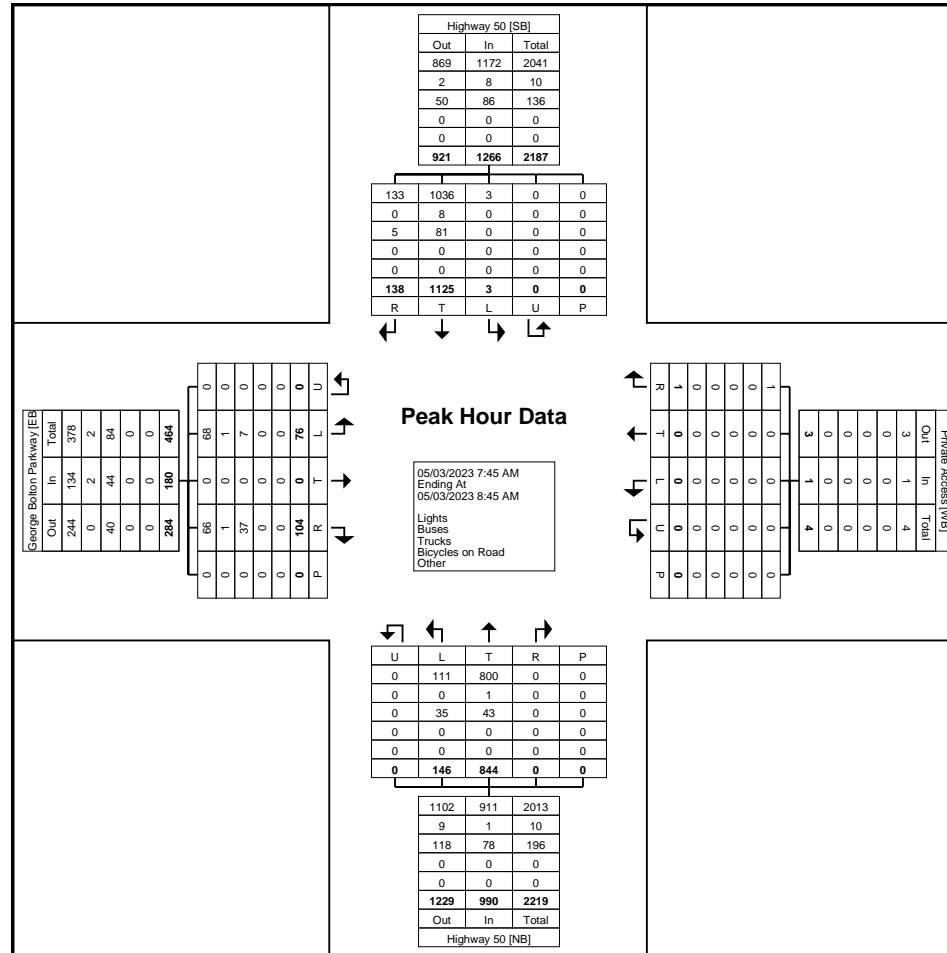 Highway 50 [SB]
Out In Total
869 1172 2041
2 8 10
50 86 136
0 0 0
0 0 0
921 1266 2187
133 1036 3 0 0
0 8 0 0 0
5 81 0 0 0
0 0 0 0 0
0 0 0 0 0
138 1125 3 0 0
R T L U P
George Bolton Parkway [EB
Total 378 2 84 0 0 464
In 134 2 44 0 0 180
Out 244 0 40 0 0 284
0 0 0 0 0 0 U
68 1 7 0 0 76 L
0 0 0 0 0 0 T
66 1 37 0 0 104 R
0 0 0 0 0 0 P
Peak Hour Data
05/03/2023 7:45 AM
Ending At
05/03/2023 8:45 AM
Lights
Buses
Trucks
Bicycles on Road
Other
R 1 0 0 0 0 1
T 0 0 0 0 0 0
L 0 0 0 0 0 0
U 0 0 0 0 0 0
P 0 0 0 0 0 0
3 0 0 0 0 3 Out
1 0 0 0 0 1 In
4 0 0 0 0 4 Total
Private Access [WB]
U L T R P
0 111 800 0 0
0 0 1 0 0
0 35 43 0 0
0 0 0 0 0
0 0 0 0 0
0 146 844 0 0
1102 911 2013
9 1 10
118 78 196
0 0 0
0 0 0
1229 990 2219
Out In Total
Highway 50 [NB]